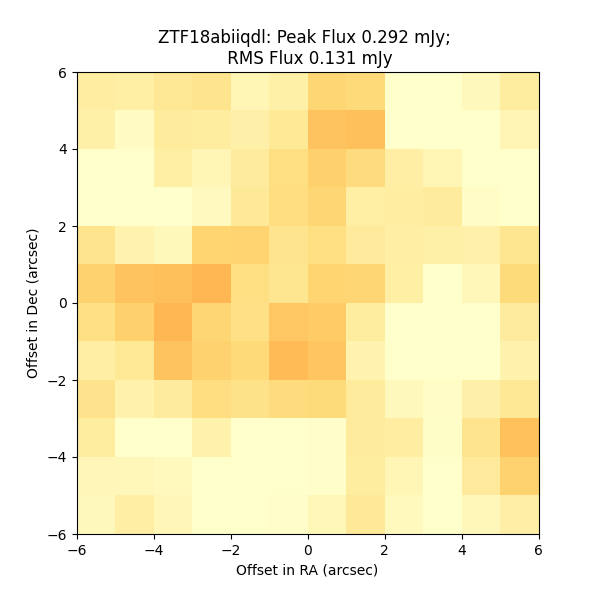 ZTF18abiiqdl: Peak Flux 0.292 mJy;
RMS Flux 0.131 mJy
6
4
2
0
−2
−4
−6
Offset in Dec (arcsec)
−6 −4 −2 0 2 4 6
Offset in RA (arcsec)